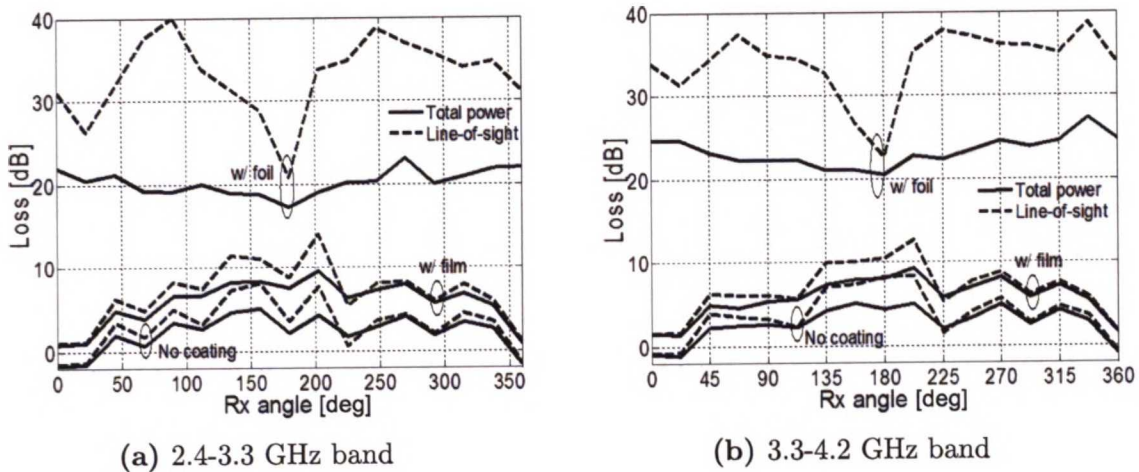 40
30
20
10
0
Loss [dB]
Total power
Line-of-sight
w/ foil
w/ film
No coating
0 50 100 150 200 250 300 350
Rx angle [deg]
(a) 2.4-3.3 GHz band
40
30
20
10
0
Loss [dB]
w/ foil
Total power
Line-of-sight
w/ film
No coating
0 45 90 135 180 225 270 315 360
Rx angle [deg]
(b) 3.3-4.2 GHz band